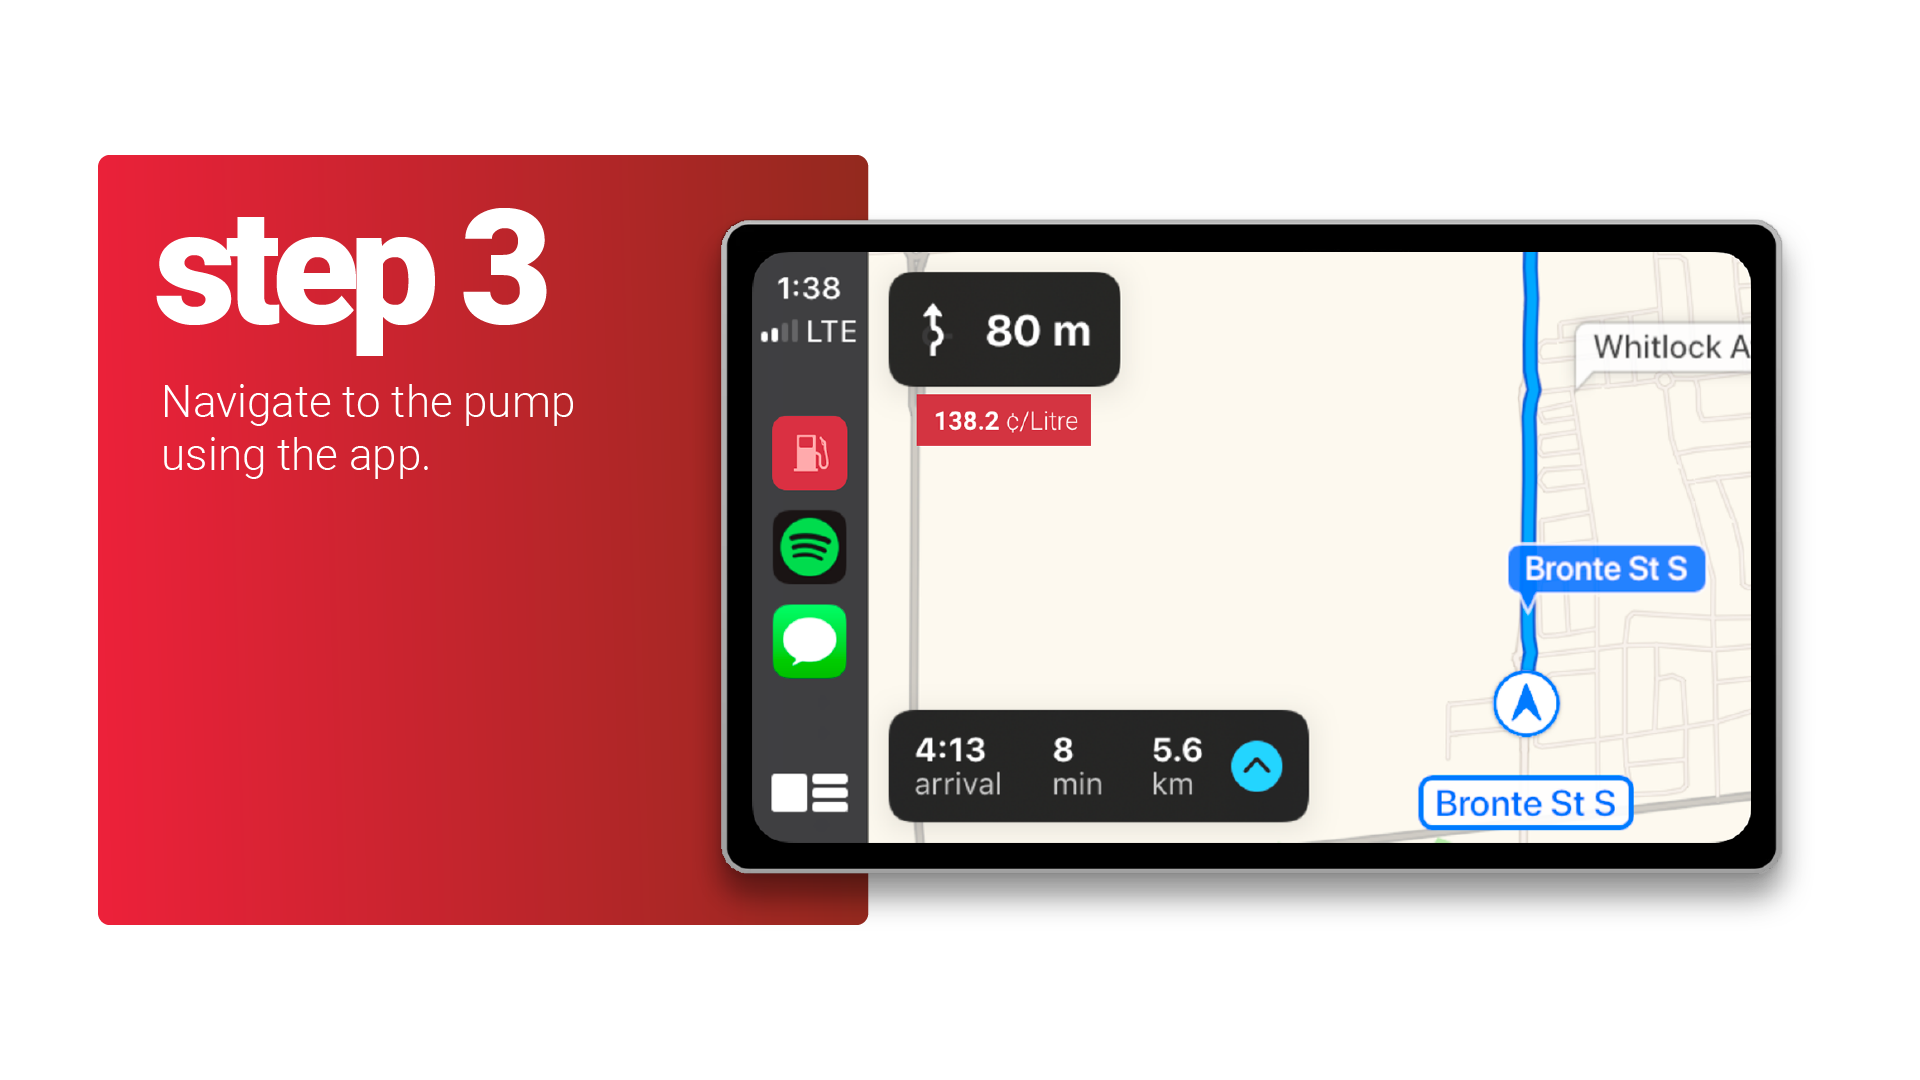 step 3
Navigate to the pump
using the app.
1:38
LTE
80 m
138.2 ¢/Litre
Whitlock A
Bronte St S
4:13 8 5.6
arrival min km
Bronte St S